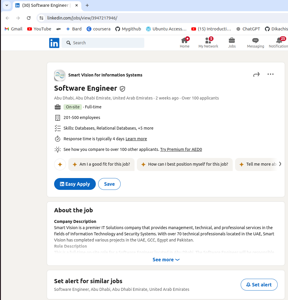 (30) Software Engineer
linkedin.com/jobs/view/3947217946/
Gmail YouTube Bard coursera Mygithub Ubuntu Access... (15) Introducti... ChatGPT
Search
Home My Network Jobs Messaging Notifications
Smart Vision for Information Systems
Software Engineer
Abu Dhabi, Abu Dhabi Emirate, United Arab Emirates · 2 weeks ago · Over 100 applicants
On-site · Full-time
201-500 employees
Skills: Databases, Relational Databases, +5 more
Response time is typically 4 days Learn more
See how you compare to over 100 other applicants. Try Premium for AED0
Am I a good fit for this job? How can I best position myself for this job? Tell me more
Easy Apply Save
About the job
Company Description
Smart Vision is a premier IT Solutions company that provides management, technical, and professional services in the
fields of Information Technology and Security Systems. With over 70 technical professionals located in the UAE, Smart
Vision has completed various projects in the UAE, GCC, Egypt and Pakistan.
Role Description
See more
Set alert for similar jobs
Software Engineer, Abu Dhabi, Abu Dhabi Emirate, United Arab Emirates
Set alert